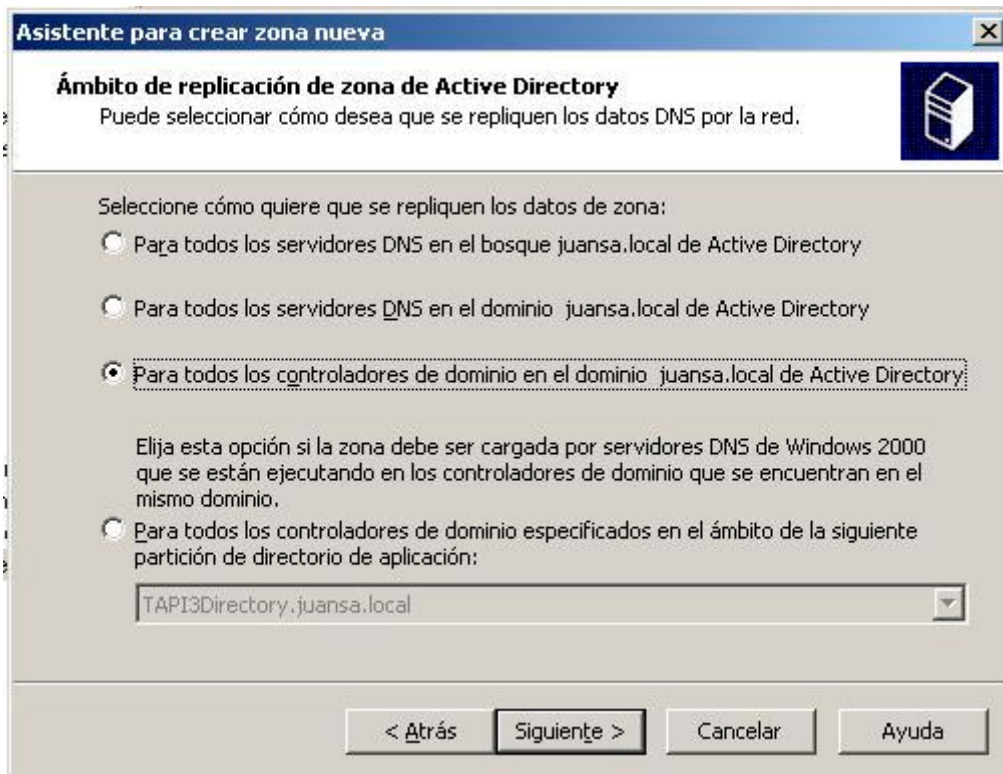 Asistente para crear zona nueva
Ámbito de replicación de zona de Active Directory
Puede seleccionar cómo desea que se repliquen los datos DNS por la red.
Seleccione cómo quiere que se repliquen los datos de zona:
Para todos los servidores DNS en el bosque juansa.local de Active Directory
Para todos los servidores DNS en el dominio juansa.local de Active Directory
Para todos los controladores de dominio en el dominio juansa.local de Active Directory
Elija esta opción si la zona debe ser cargada por servidores DNS de Windows 2000
que se están ejecutando en los controladores de dominio que se encuentran en el
mismo dominio.
Para todos los controladores de dominio especificados en el ámbito de la siguiente
partición de directorio de aplicación:
TAPI3Directory.juansa.local
< Atrás Siguiente > Cancelar Ayuda